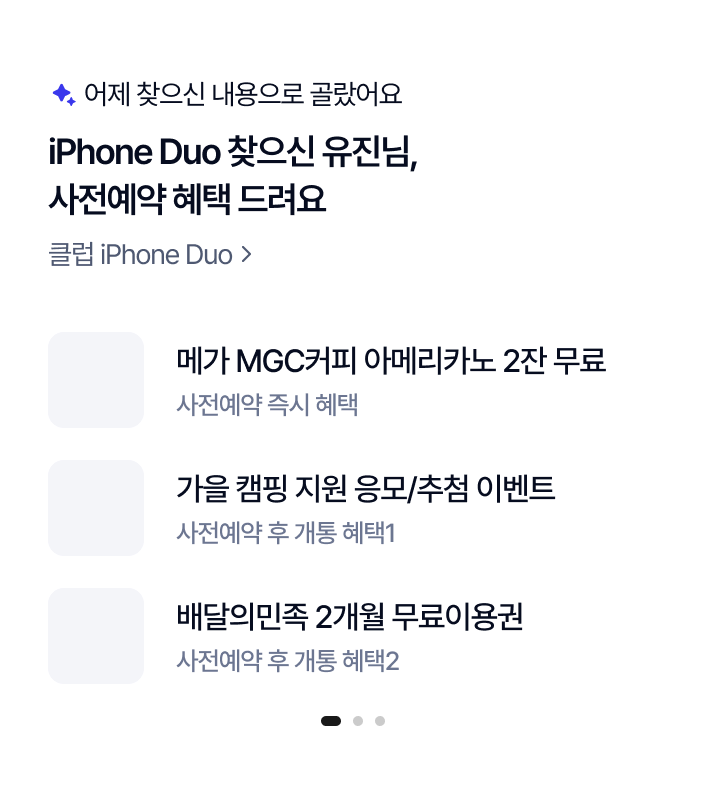 어제 찾으신 내용으로 골랐어요
iPhone Duo 찾으신 유진님,
사전예약 혜택 드려요
클럽 iPhone Duo >
메가 MGC커피 아메리카노 2잔 무료
사전예약 즉시 혜택
가을 캠핑 지원 응모/추첨 이벤트
사전예약 후 개통 혜택1
배달의민족 2개월 무료이용권
사전예약 후 개통 혜택2